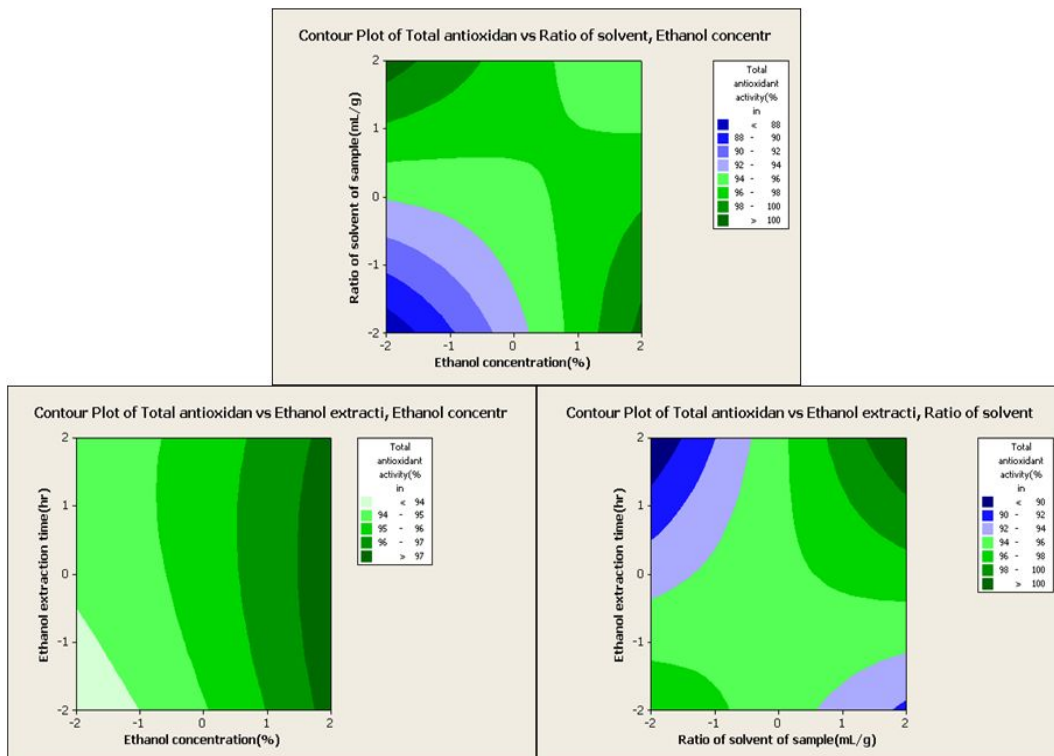 Contour Plot of Total antioxidan vs Ratio of solvent, Ethanol concentr
Ratio of solvent of sample(mL/g)
2
1
0
-1
-2
-2 -1 0 1 2
Ethanol concentration(%)
Total
antioxidant
activity(%
in
< 88
88 - 90
90 - 92
92 - 94
94 - 96
96 - 98
98 - 100
> 100
Contour Plot of Total antioxidan vs Ethanol extracti, Ethanol concentr
Ethanol extraction time(hr)
2
1
0
-1
-2
-2 -1 0 1 2
Ethanol concentration(%)
Total
antioxidant
activity(%
in
< 94
94 - 95
95 - 96
96 - 97
> 97
Contour Plot of Total antioxidan vs Ethanol extracti, Ratio of solvent
Ethanol extraction time(hr)
2
1
0
-1
-2
-2 -1 0 1 2
Ratio of solvent of sample(mL/g)
Total
antioxidant
activity(%
in
< 90
90 - 92
92 - 94
94 - 96
96 - 98
98 - 100
> 100